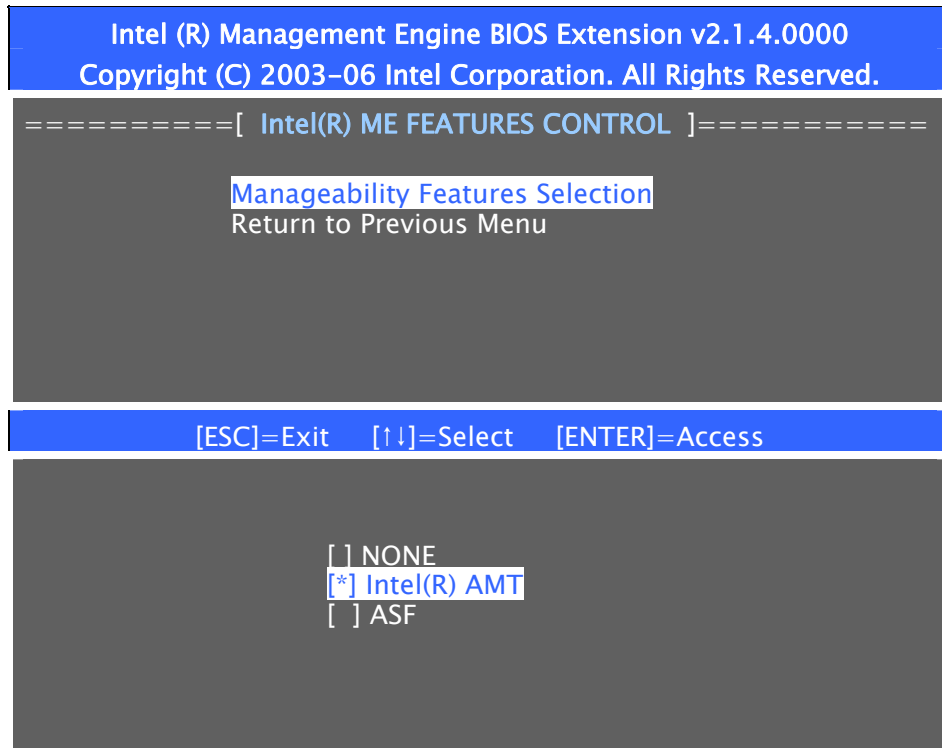 Intel (R) Management Engine BIOS Extension v2.1.4.0000
Copyright (C) 2003-06 Intel Corporation. All Rights Reserved.
==========[ Intel(R) ME FEATURES CONTROL ]===========
Manageability Features Selection
Return to Previous Menu
[ESC]=Exit [↑↓]=Select [ENTER]=Access
[ ] NONE
[*] Intel(R) AMT
[ ] ASF